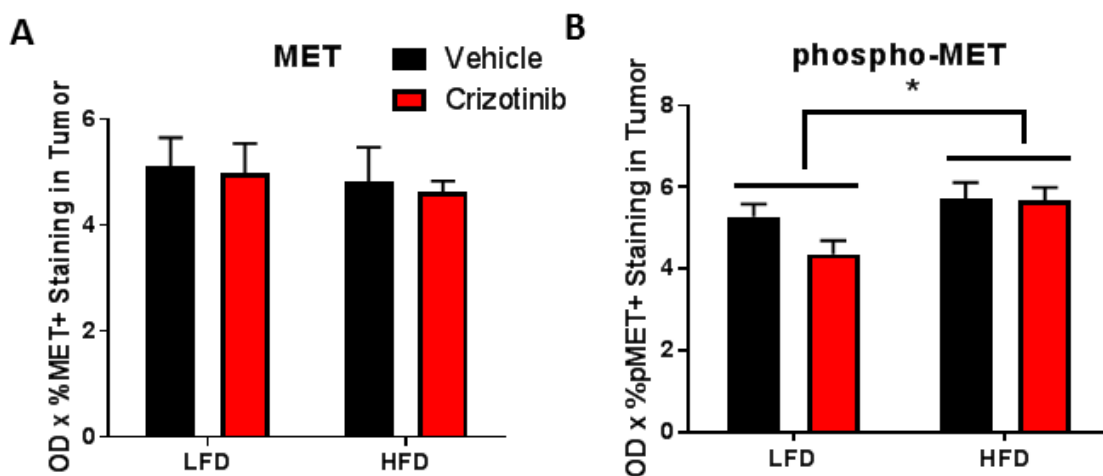 A
MET
Vehicle
Crizotinib
OD x %MET+ Staining in Tumor
6
4
2
0
LFD HFD
B
phospho-MET
*
OD x %pMET+ Staining in Tumor
8
6
4
2
0
LFD HFD